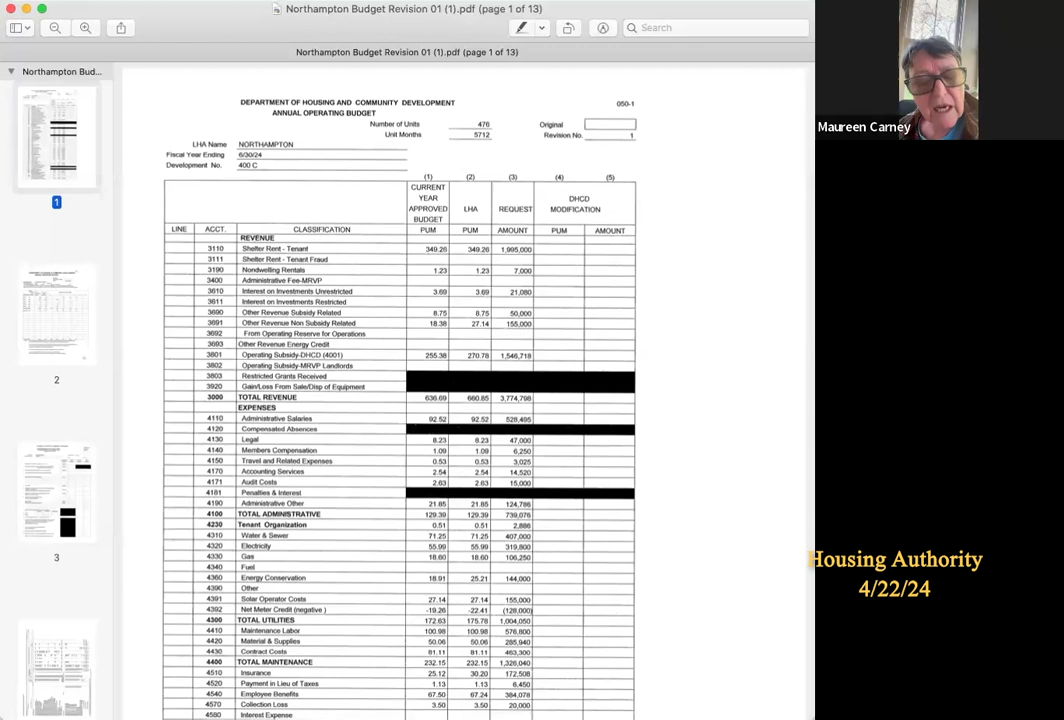 Northampton Budget Revision 01 (1).pdf (page 1 of 13)
Search
Northampton Budget Revision 01 (1).pdf (page 1 of 13)
Northampton Bud...
1
2
3
DEPARTMENT OF HOUSING AND COMMUNITY DEVELOPMENT 050-1
ANNUAL OPERATING BUDGET
Number of Units 476 Original
Unit Months 5712 Revision No. 1
LHA Name NORTHAMPTON
Fiscal Year Ending 6/30/24
Development No. 400 C
(1) (2) (3) (4) (5)
CURRENT
YEAR DHCD
APPROVED LHA REQUEST MODIFICATION
BUDGET
LINE ACCT. CLASSIFICATION PUM PUM AMOUNT PUM AMOUNT
REVENUE
3110 Shelter Rent - Tenant 349.26 349.26 1,995,000
3111 Shelter Rent - Tenant Fraud
3190 Nondwelling Rentals 1.23 1.23 7,000
3400 Administrative Fee-MRVP
3610 Interest on Investments Unrestricted 3.69 3.69 21,080
3611 Interest on Investments Restricted
3690 Other Revenue Subsidy Related 8.75 8.75 50,000
3691 Other Revenue Non Subsidy Related 18.38 27.14 155,000
3692 From Operating Reserve for Operations
3693 Other Revenue Energy Credit
3801 Operating Subsidy-DHCD (4001) 255.38 270.78 1,546,718
3802 Operating Subsidy-MRVP Landlords
3803 Restricted Grants Received
3920 Gain/Loss From Sale/Disp of Equipment
3000 TOTAL REVENUE 636.69 660.85 3,774,798
EXPENSES
4110 Administrative Salaries 92.52 92.52 528,495
4120 Compensated Absences
4130 Legal 8.23 8.23 47,000
4140 Members Compensation 1.09 1.09 6,250
4150 Travel and Related Expenses 0.53 0.53 3,025
4170 Accounting Services 2.54 2.54 14,520
4171 Audit Costs 2.63 2.63 15,000
4181 Penalties & Interest
4190 Administrative Other 21.85 21.85 124,786
4100 TOTAL ADMINISTRATIVE 129.39 129.39 739,076
4230 Tenant Organization 0.51 0.51 2,886
4310 Water & Sewer 71.25 71.25 407,000
4320 Electricity 55.99 55.99 319,800
4330 Gas 18.60 18.60 106,250
4340 Fuel
4360 Energy Conservation 18.91 25.21 144,000
4390 Other
4391 Solar Operator Costs 27.14 27.14 155,000
4392 Net Meter Credit (negative ) -19.26 -22.41 (128,000)
4300 TOTAL UTILITIES 172.63 175.78 1,004,050
4410 Maintenance Labor 100.98 100.98 576,800
4420 Material & Supplies 50.06 50.06 285,940
4430 Contract Costs 81.11 81.11 463,300
4400 TOTAL MAINTENANCE 232.15 232.15 1,326,040
4510 Insurance 25.12 30.20 172,508
4520 Payment in Lieu of Taxes 1.13 1.13 6,450
4540 Employee Benefits 67.50 67.24 384,078
4570 Collection Loss 3.50 3.50 20,000
4580 Interest Expense
Maureen Carney
Housing Authority
4/22/24